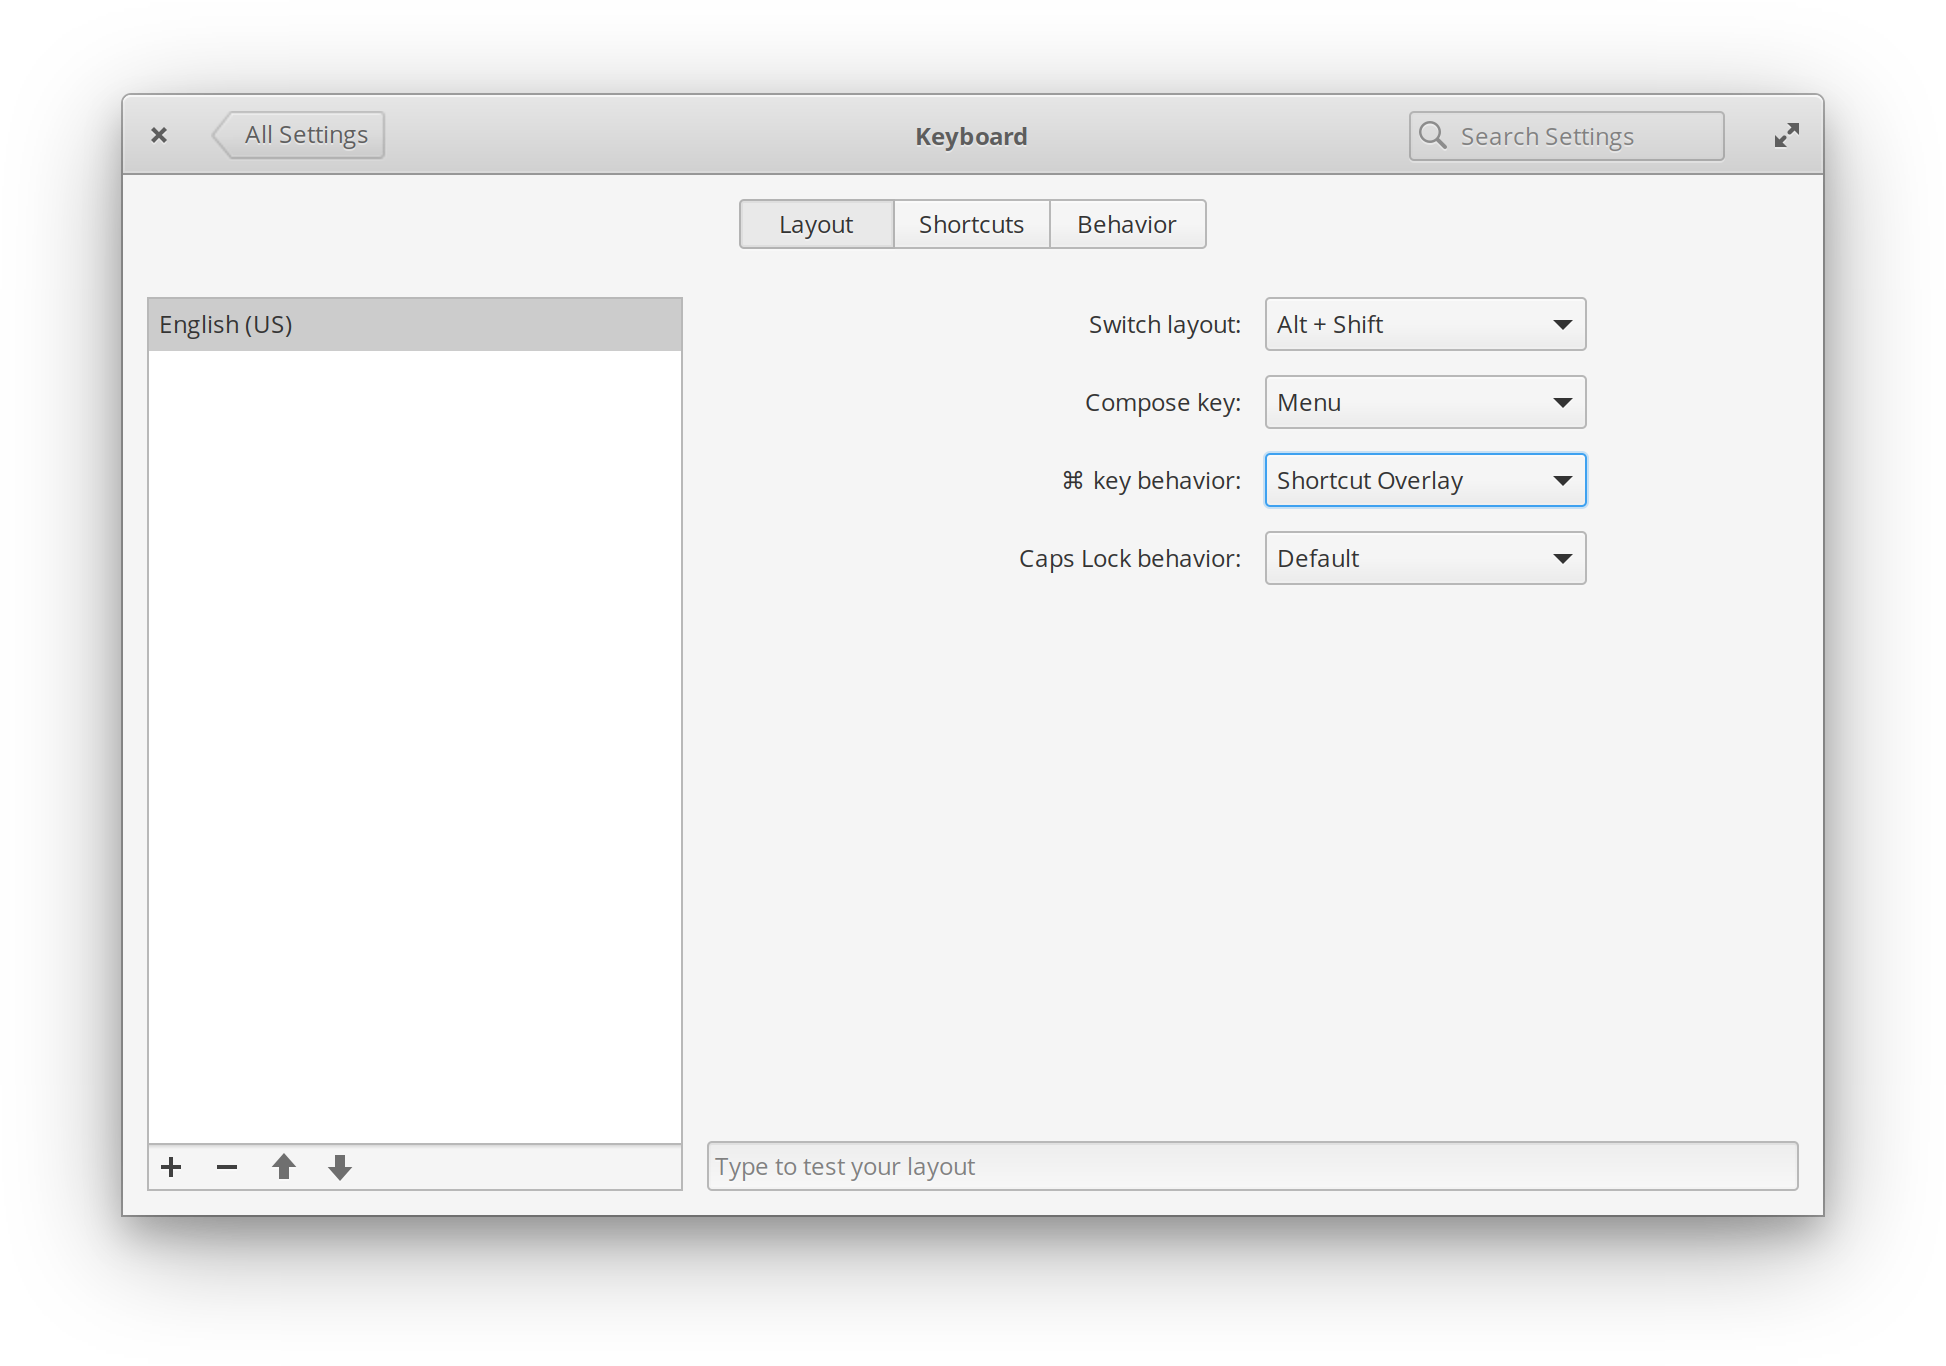 All Settings
Keyboard
Search Settings
Layout
Shortcuts
Behavior
English (US)
Switch layout: Alt + Shift
Compose key: Menu
⌘ key behavior: Shortcut Overlay
Caps Lock behavior: Default
Type to test your layout